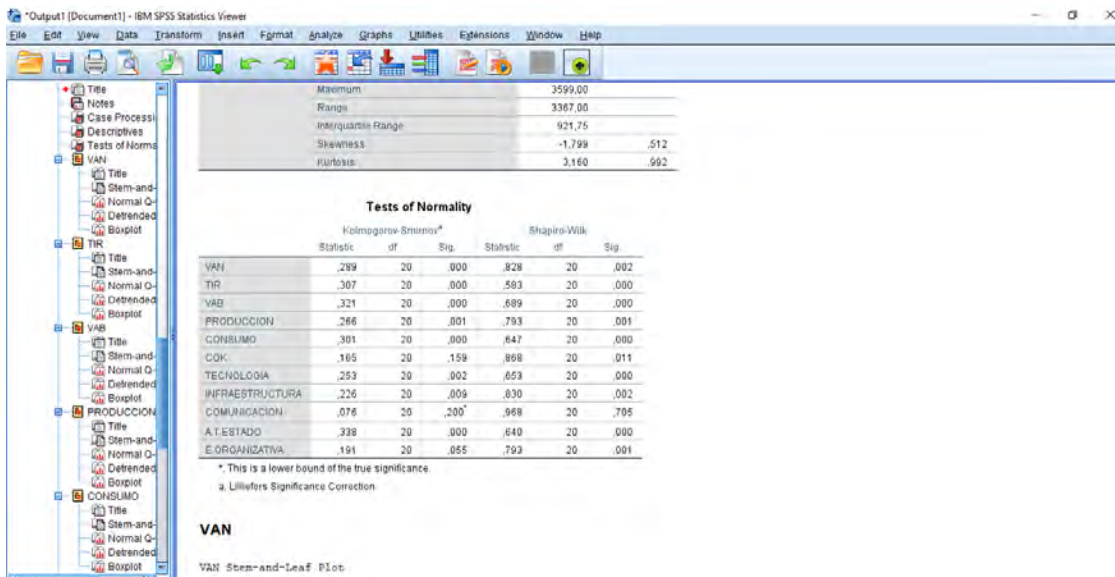 *Output1 [Document1] - IBM SPSS Statistics Viewer
File Edit View Data Transform Insert Format Analyze Graphs Utilities Extensions Window Help
Title
Notes
Case Processi
Descriptives
Tests of Norma
VAN
Title
Stem-and-
Normal Q-
Detrended
Boxplot
TIR
Title
Stem-and-
Normal Q-
Detrended
Boxplot
VAB
Title
Stem-and-
Normal Q-
Detrended
Boxplot
PRODUCCION
Title
Stem-and-
Normal Q-
Detrended
Boxplot
CONSUMO
Title
Stem-and-
Normal Q-
Detrended
Boxplot
Maximum 3599,00
Range 3367,00
Interquartile Range 921,75
Skewness -1,799 ,512
Kurtosis 3,160 ,992
Tests of Normality
Kolmogorov-Smirnov^a Shapiro-Wilk
Statistic df Sig. Statistic df Sig.
VAN ,289 20 ,000 ,828 20 ,002
TIR ,307 20 ,000 ,583 20 ,000
VAB ,321 20 ,000 ,689 20 ,000
PRODUCCION ,266 20 ,001 ,793 20 ,001
CONSUMO ,301 20 ,000 ,647 20 ,000
COK ,165 20 ,159 ,868 20 ,011
TECNOLOGIA ,253 20 ,002 ,653 20 ,000
INFRAESTRUCTURA ,226 20 ,009 ,830 20 ,002
COMUNICACION ,076 20 ,200* ,968 20 ,705
A.T.ESTADO ,338 20 ,000 ,640 20 ,000
E.ORGANIZATIVA ,191 20 ,055 ,793 20 ,001
*. This is a lower bound of the true significance.
a. Lilliefors Significance Correction
VAN
VAN Stem-and-Leaf Plot